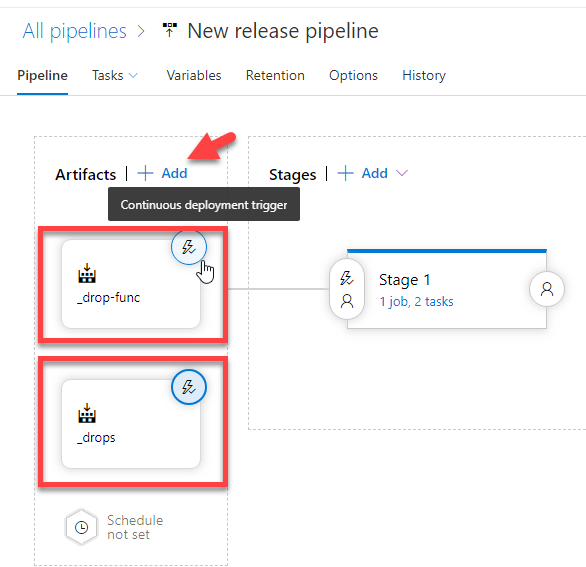 All pipelines > New release pipeline
Pipeline Tasks Variables Retention Options History
Artifacts | + Add
Stages | + Add
Continuous deployment trigger
_drop-func
Stage 1
1 job, 2 tasks
_drops
Schedule
not set